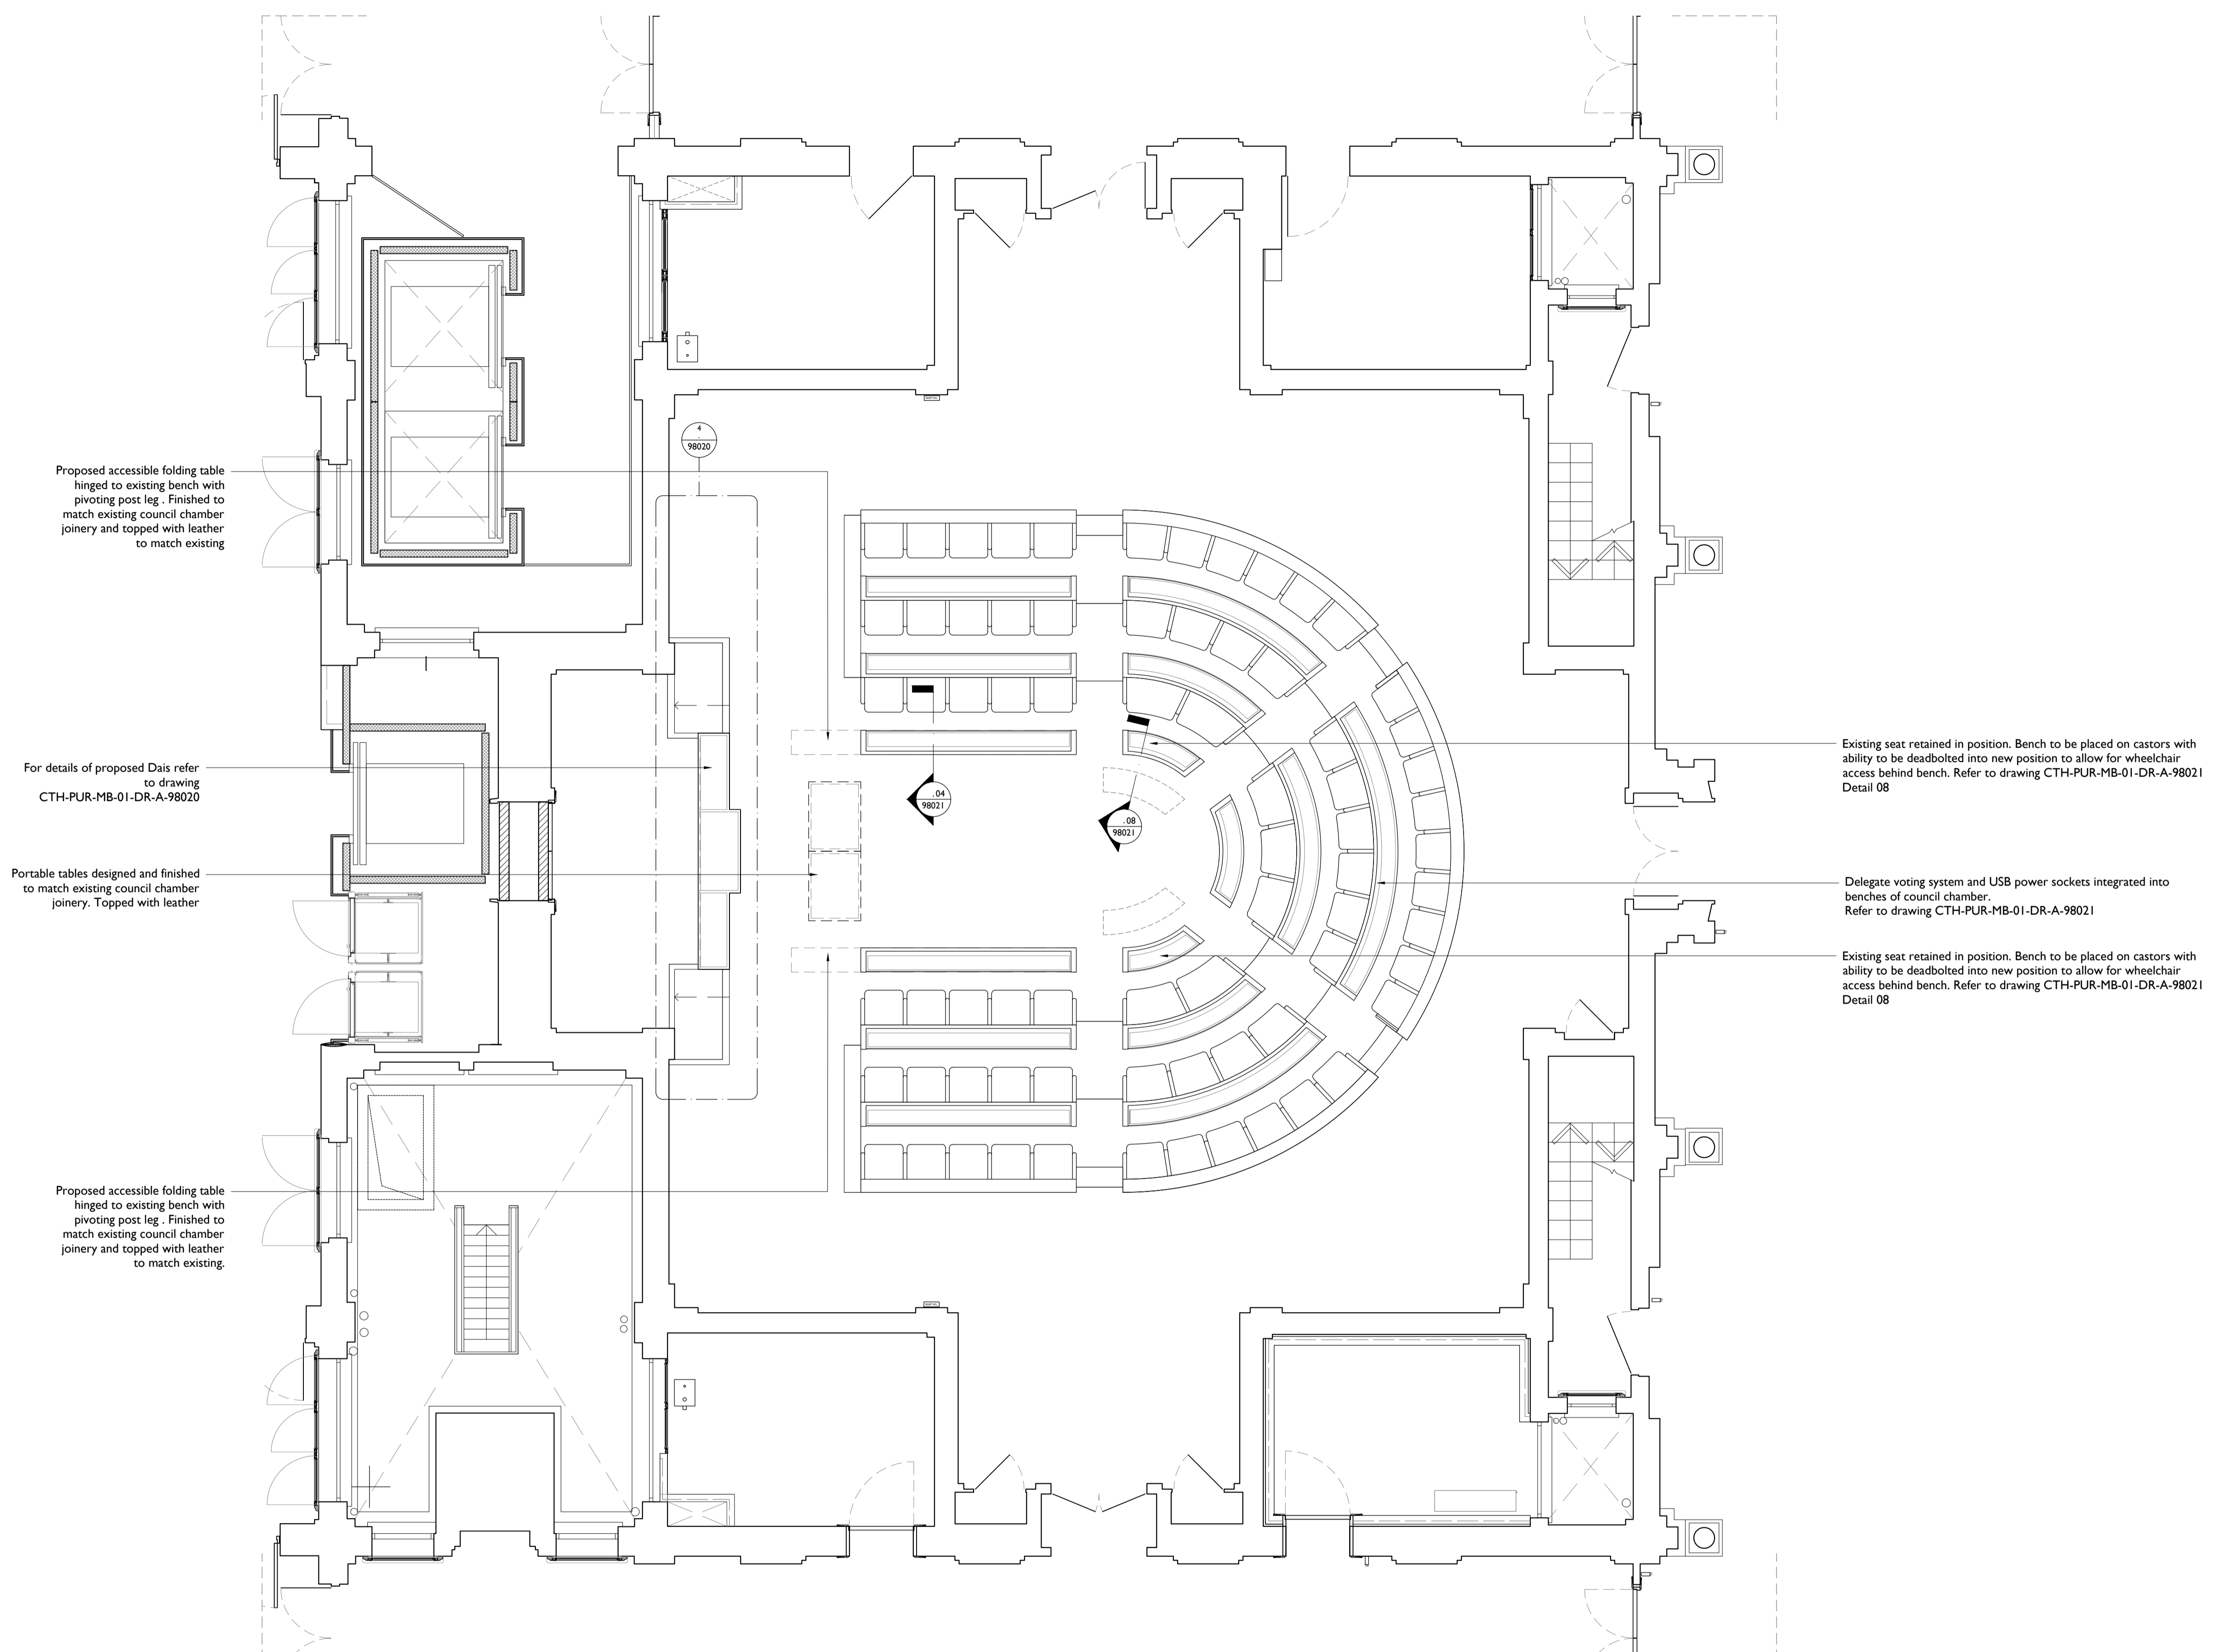 4
98020
Proposed accessible folding table
hinged to existing bench with
pivoting post leg . Finished to
match existing council chamber
joinery and topped with leather
to match existing
For details of proposed Dais refer
to drawing
CTH-PUR-MB-01-DR-A-98020
Portable tables designed and finished
to match existing council chamber
joinery. Topped with leather
Proposed accessible folding table
hinged to existing bench with
pivoting post leg . Finished to
match existing council chamber
joinery and topped with leather
to match existing.
.04
98021
.08
98021
Existing seat retained in position. Bench to be placed on castors with
ability to be deadbolted into new position to allow for wheelchair
access behind bench. Refer to drawing CTH-PUR-MB-01-DR-A-98021
Detail 08
Delegate voting system and USB power sockets integrated into
benches of council chamber.
Refer to drawing CTH-PUR-MB-01-DR-A-98021
Existing seat retained in position. Bench to be placed on castors with
ability to be deadbolted into new position to allow for wheelchair
access behind bench. Refer to drawing CTH-PUR-MB-01-DR-A-98021
Detail 08